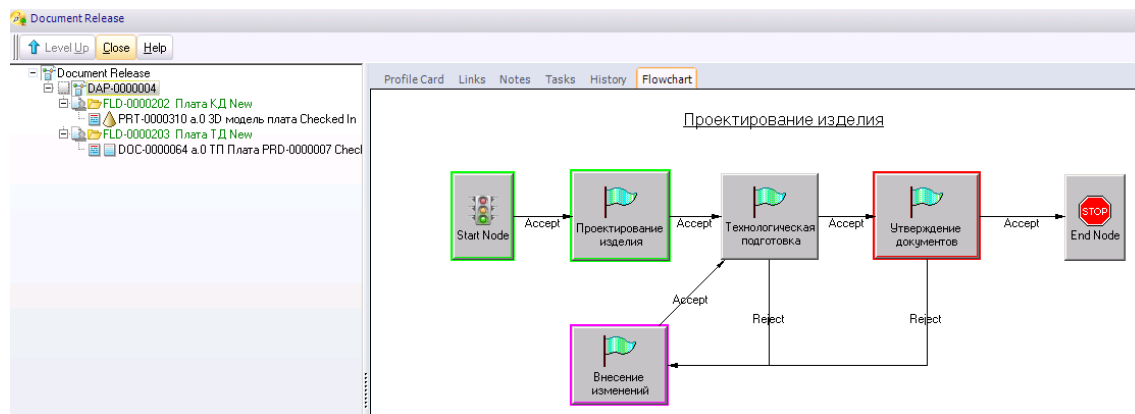 Document Release
Level Up Close Help
Document Release
DAP-0000004
FLD-0000202 Плата КД New
PRT-0000310 a.0 3D модель плата Checked In
FLD-0000203 Плата ТД New
DOC-0000064 a.0 ТП Плата PRD-0000007 Chec
Profile Card Links Notes Tasks History Flowchart
Проектирование изделия
Start Node
Accept
Проектирование
изделия
Accept
Технологическая
подготовка
Accept
Утверждение
документов
Accept
STOP
End Node
Accept
Reject
Reject
Внесение
изменений